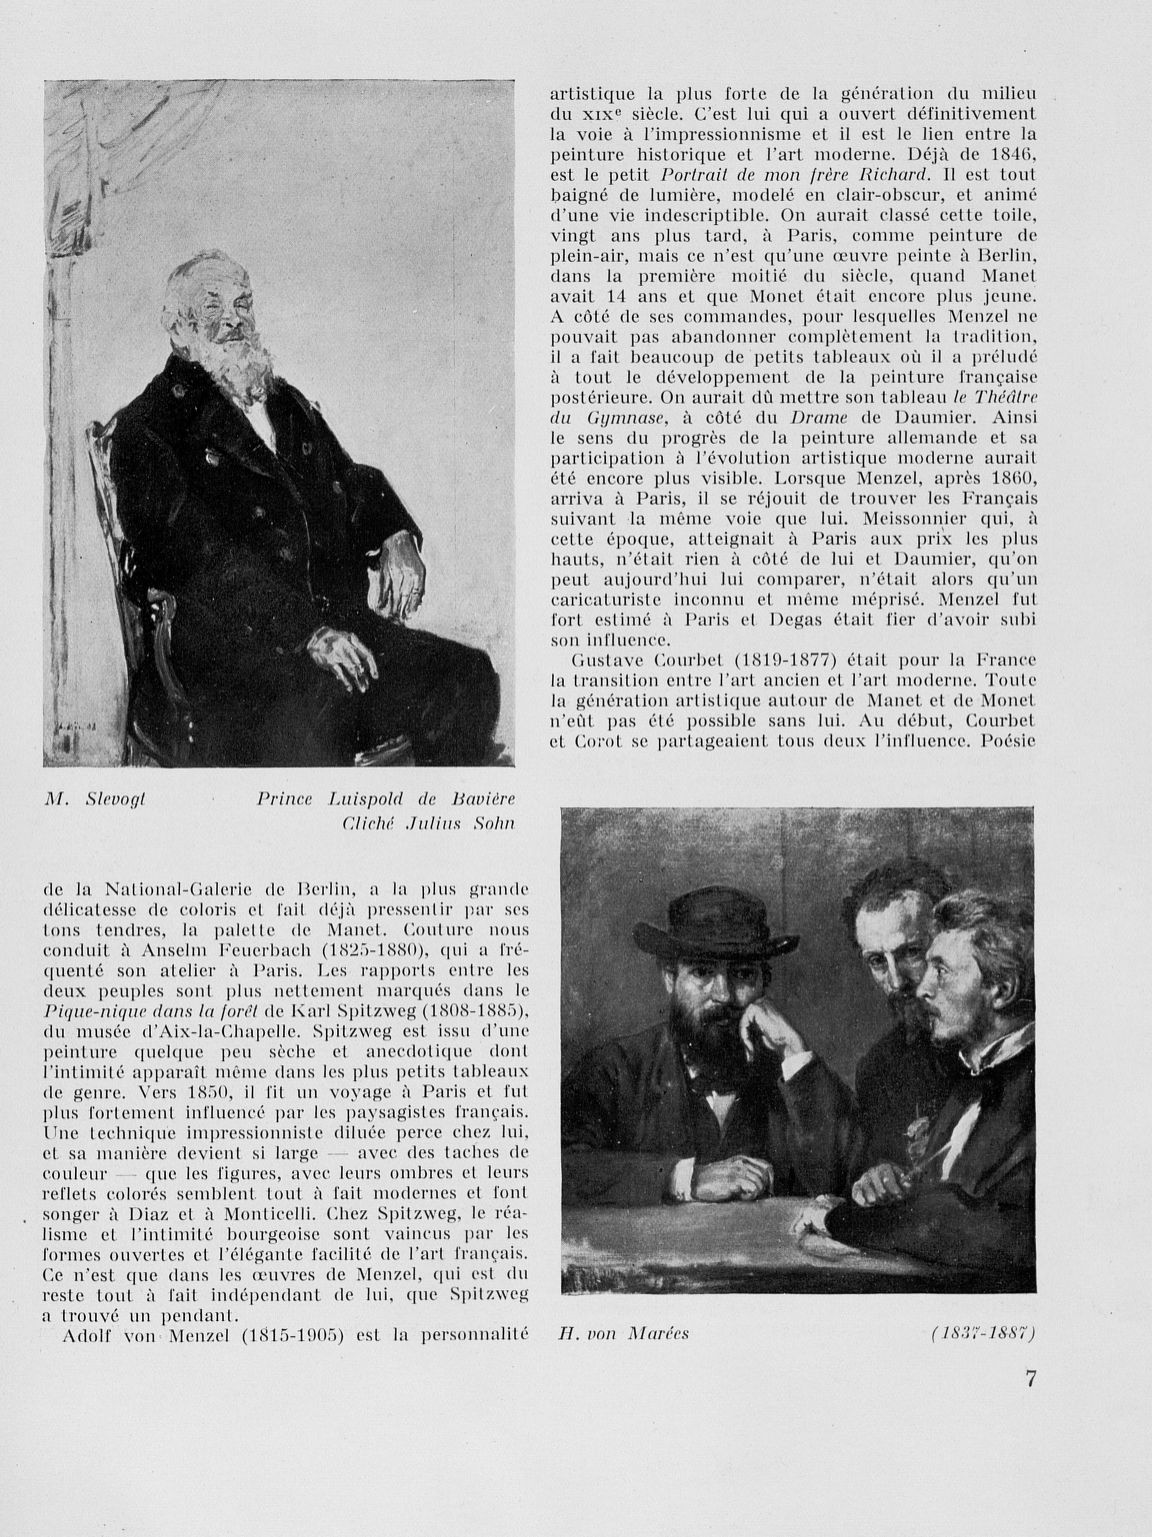 M. Slevogt Prince Luispold de Bavière
Cliché Julius Sohn
de la National-Galerie de Berlin, a la plus grande
délicatesse de coloris et fait déjà pressentir par ses
tons tendres, la palette de Manet. Couture nous
conduit à Anselm Feuerbach (1825-1880), qui a fré-
quenté son atelier à Paris. Les rapports entre les
deux peuples sont plus nettement marqués dans le
Pique-nique dans la forêt de Karl Spitzweg (1808-1885),
du musée d'Aix-la-Chapelle. Spitzweg est issu d'une
peinture quelque peu sèche et anecdotique dont
l'intimité apparaît même dans les plus petits tableaux
de genre. Vers 1850, il fit un voyage à Paris et fut
plus fortement influencé par les paysagistes français.
Une technique impressionniste diluée perce chez lui,
et sa manière devient si large — avec des taches de
couleur — que les figures, avec leurs ombres et leurs
reflets colorés semblent tout à fait modernes et font
songer à Diaz et à Monticelli. Chez Spitzweg, le réa-
lisme et l'intimité bourgeoise sont vaincus par les
formes ouvertes et l'élégante facilité de l'art français.
Ce n'est que dans les œuvres de Menzel, qui est du
reste tout à fait indépendant de lui, que Spitzweg
a trouvé un pendant.
Adolf von Menzel (1815-1905) est la personnalité
artistique la plus forte de la génération du milieu
du XIXe siècle. C'est lui qui a ouvert définitivement
la voie à l'impressionnisme et il est le lien entre la
peinture historique et l'art moderne. Déjà de 1846,
est le petit Portrait de mon frère Richard. Il est tout
baigné de lumière, modelé en clair-obscur, et animé
d'une vie indescriptible. On aurait classé cette toile,
vingt ans plus tard, à Paris, comme peinture de
plein-air, mais ce n'est qu'une œuvre peinte à Berlin,
dans la première moitié du siècle, quand Manet
avait 14 ans et que Monet était encore plus jeune.
A côté de ses commandes, pour lesquelles Menzel ne
pouvait pas abandonner complètement la tradition,
il a fait beaucoup de petits tableaux où il a préludé
à tout le développement de la peinture française
postérieure. On aurait dû mettre son tableau le Théâtre
du Gymnase, à côté du Drame de Daumier. Ainsi
le sens du progrès de la peinture allemande et sa
participation à l'évolution artistique moderne aurait
été encore plus visible. Lorsque Menzel, après 1860,
arriva à Paris, il se réjouit de trouver les Français
suivant la même voie que lui. Meissonnier qui, à
cette époque, atteignait à Paris aux prix les plus
hauts, n'était rien à côté de lui et Daumier, qu'on
peut aujourd'hui lui comparer, n'était alors qu'un
caricaturiste inconnu et même méprisé. Menzel fut
fort estimé à Paris et Degas était fier d'avoir subi
son influence.
Gustave Courbet (1819-1877) était pour la France
la transition entre l'art ancien et l'art moderne. Toute
la génération artistique autour de Manet et de Monet
n'eût pas été possible sans lui. Au début, Courbet
et Corot se partageaient tous deux l'influence. Poésie
H. von Marées (1837-1887)
7